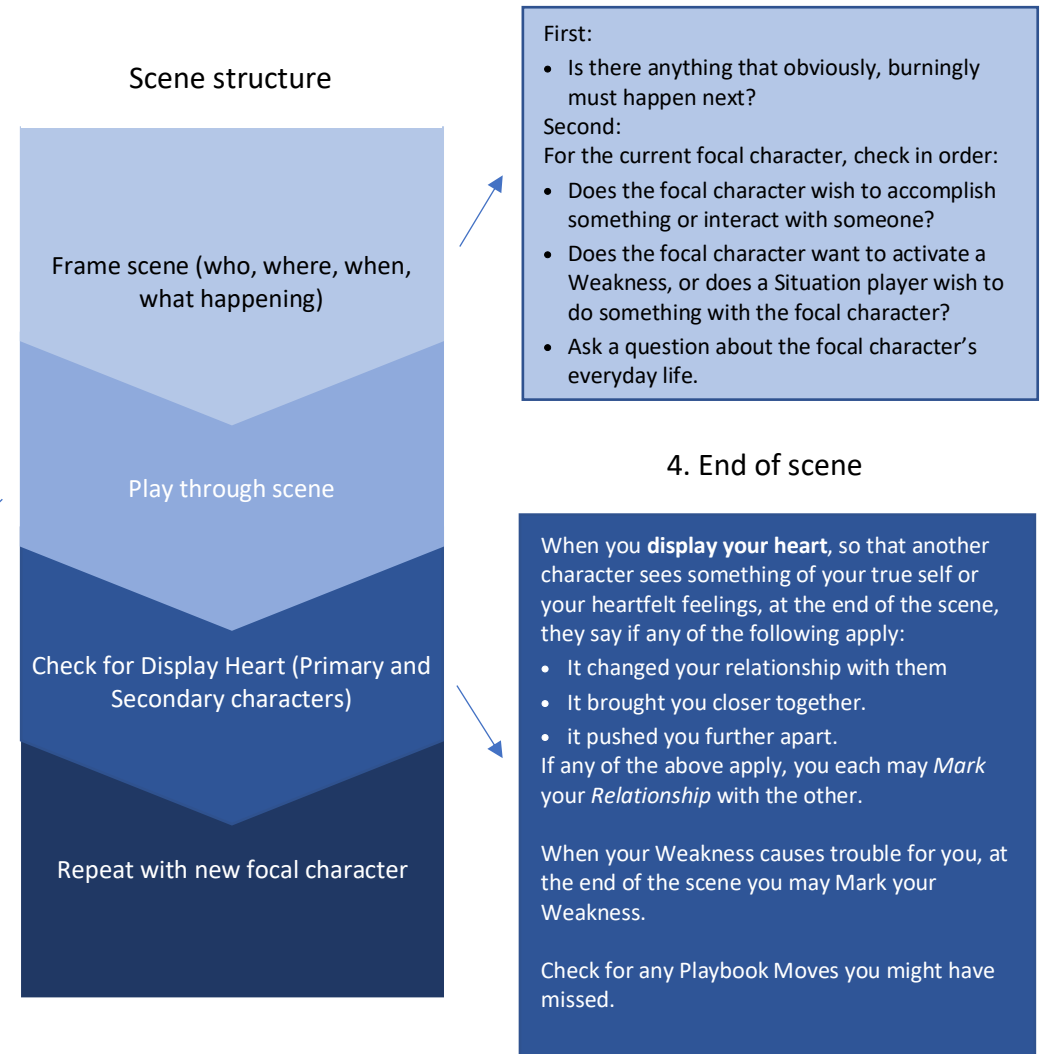 Scene structure
Frame scene (who, where, when,
what happening)
Play through scene
Check for Display Heart (Primary and
Secondary characters)
Repeat with new focal character
First:
• Is there anything that obviously, burningly
must happen next?
Second:
For the current focal character, check in order:
• Does the focal character wish to accomplish
something or interact with someone?
• Does the focal character want to activate a
Weakness, or does a Situation player wish to
do something with the focal character?
• Ask a question about the focal character’s
everyday life.
4. End of scene
When you display your heart, so that another
character sees something of your true self or
your heartfelt feelings, at the end of the scene,
they say if any of the following apply:
• It changed your relationship with them
• It brought you closer together.
• it pushed you further apart.
If any of the above apply, you each may Mark
your Relationship with the other.
When your Weakness causes trouble for you, at
the end of the scene you may Mark your
Weakness.
Check for any Playbook Moves you might have
missed.